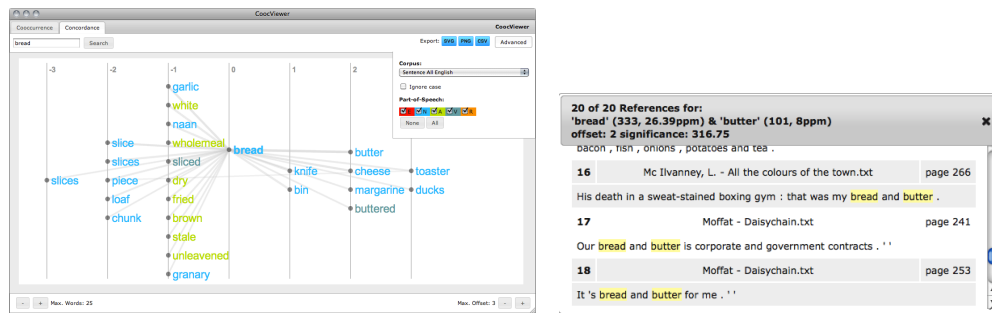 CoocViewer
Cooccurrence Concordance CoocViewer
bread Search Export: SVG PNG CSV Advanced
-3 -2 -1 0 1 2
Corpus:
Sentence All English
Ignore case
Part-of-Speech:
N A V
None All
garlic
white
naan
slice wholemeal bread butter
slices sliced knife cheese toaster
slices piece dry bin margarine ducks
loaf fried buttered
chunk brown
stale
unleavened
granary
- + Max. Words: 25 Max. Offset: 3 - +
20 of 20 References for:
'bread' (333, 26.39ppm) & 'butter' (101, 8ppm)
offset: 2 significance: 316.75
bacon , fish , onions , potatoes and tea .
16 Mc Ilvanney, L. - All the colours of the town.txt page 266
His death in a sweat-stained boxing gym : that was my bread and butter .
17 Moffat - Daisychain.txt page 241
Our bread and butter is corporate and government contracts . ' '
18 Moffat - Daisychain.txt page 253
It 's bread and butter for me . ' '